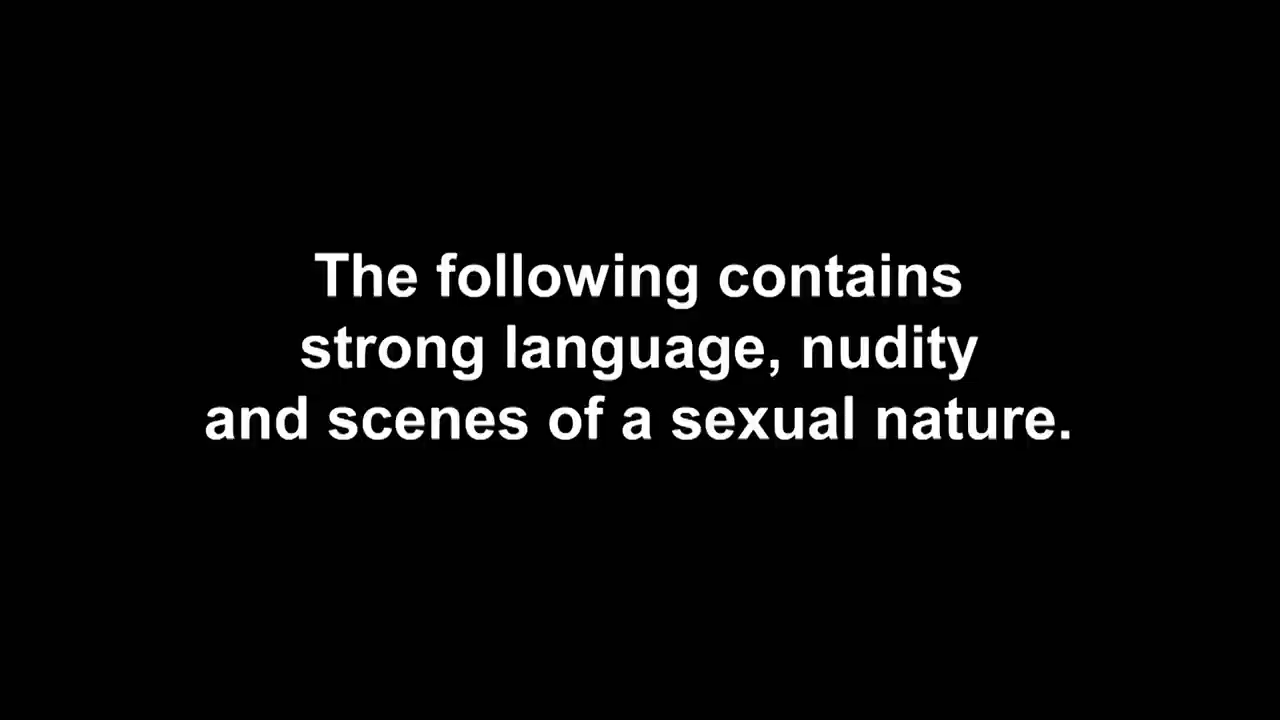 The following contains
strong language, nudity
and scenes of a sexual nature.